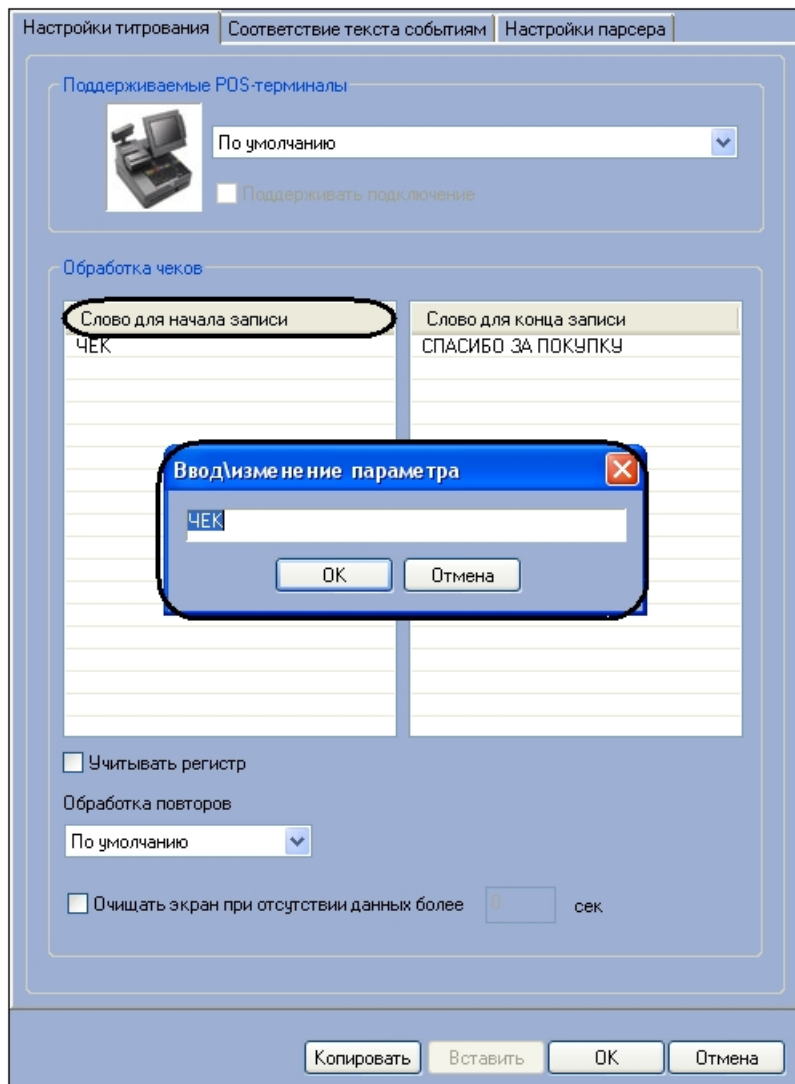 Настройки титрования Соответствие текста событиям Настройки парсера
Поддерживаемые POS-терминалы
По умолчанию
Поддерживать подключение
Обработка чеков
Слово для начала записи Слово для конца записи
ЧЕК СПАСИБО ЗА ПОКУПКУ
Ввод\изменение параметра
ЧЕК
OK Отмена
Учитывать регистр
Обработка повторов
По умолчанию
Очищать экран при отсутствии данных более 0 сек
Копировать Вставить OK Отмена